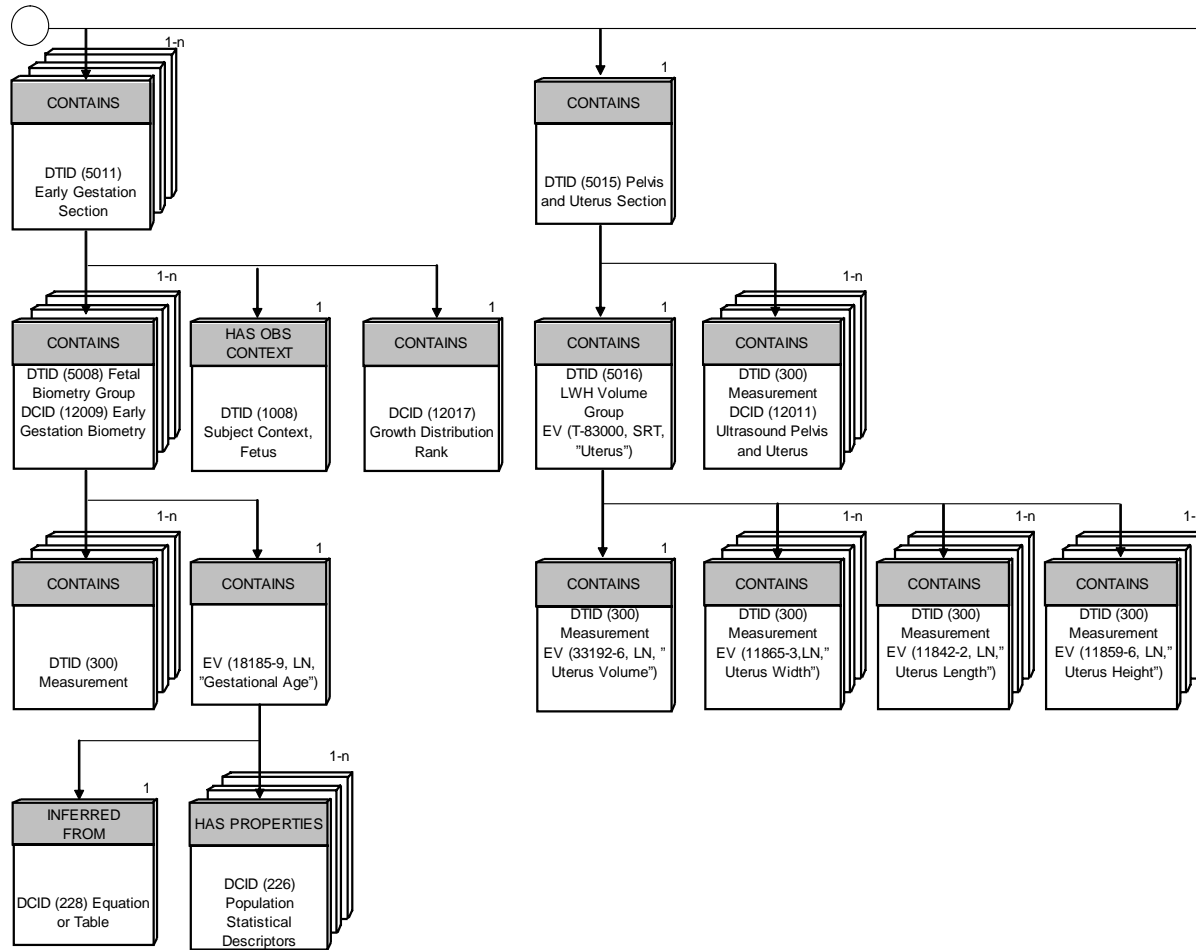 1-n
CONTAINS
DTID (5011)
Early Gestation
Section
1
CONTAINS
DTID (5015) Pelvis
and Uterus Section
1-n
CONTAINS
DTID (5008) Fetal
Biometry Group
DCID (12009) Early
Gestation Biometry
1
HAS OBS
CONTEXT
DTID (1008)
Subject Context,
Fetus
1
CONTAINS
DCID (12017)
Growth Distribution
Rank
1
CONTAINS
DTID (5016)
LWH Volume
Group
EV (T-83000, SRT,
”Uterus”)
1-n
CONTAINS
DTID (300)
Measurement
DCID (12011)
Ultrasound Pelvis
and Uterus
1-n
CONTAINS
DTID (300)
Measurement
1
CONTAINS
EV (18185-9, LN,
”Gestational Age”)
1
CONTAINS
DTID (300)
Measurement
EV (33192-6, LN, ”
Uterus Volume”)
1-n
CONTAINS
DTID (300)
Measurement
EV (11865-3,LN,”
Uterus Width”)
1-n
CONTAINS
DTID (300)
Measurement
EV (11842-2, LN,”
Uterus Length”)
1-
CONTAINS
DTID (300)
Measurement
EV (11859-6, LN,”
Uterus Height”)
1
INFERRED
FROM
DCID (228) Equation
or Table
1-n
HAS PROPERTIES
DCID (226)
Population
Statistical
Descriptors